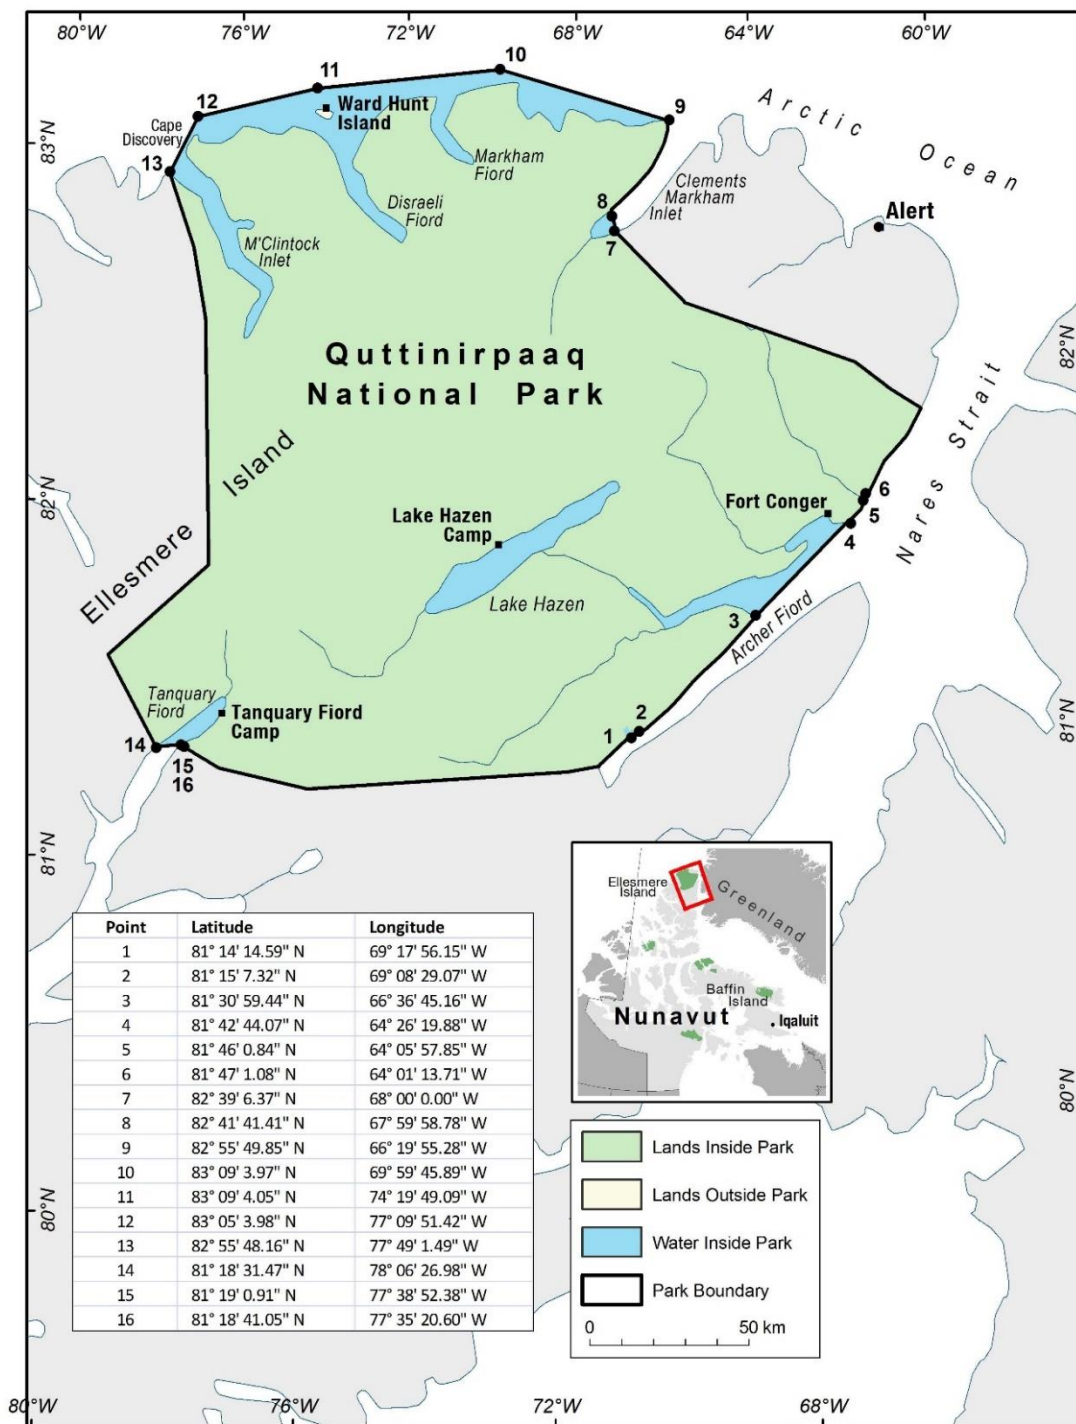 80°W 76°W 72°W 68°W 64°W 60°W
10
11
12
Ward Hunt
Island
9
Cape
Discovery
13
83°N
Markham
Fiord
Arctic Ocean
Clements
Markham
Inlet
8
7
Disraeli
Fiord
M'Clintock
Inlet
Alert
Quttinirpaaq
National Park
82°N
Nares Strait
Ellesmere Island
82°N
6
5
4
Fort Conger
Lake Hazen
Camp
Lake Hazen
3
Archer Fiord
Tanquary
Fiord
Tanquary Fiord
Camp
14
15
16
1
2
81°N
81°N
Ellesmere
Island
Greenland
Baffin
Island
Nunavut
Iqaluit
80°N
80°N
Point Latitude Longitude
1 81° 14' 14.59" N 69° 17' 56.15" W
2 81° 15' 7.32" N 69° 08' 29.07" W
3 81° 30' 59.44" N 66° 36' 45.16" W
4 81° 42' 44.07" N 64° 26' 19.88" W
5 81° 46' 0.84" N 64° 05' 57.85" W
6 81° 47' 1.08" N 64° 01' 13.71" W
7 82° 39' 6.37" N 68° 00' 0.00" W
8 82° 41' 41.41" N 67° 59' 58.78" W
9 82° 55' 49.85" N 66° 19' 55.28" W
10 83° 09' 3.97" N 69° 59' 45.89" W
11 83° 09' 4.05" N 74° 19' 49.09" W
12 83° 05' 3.98" N 77° 09' 51.42" W
13 82° 55' 48.16" N 77° 49' 1.49" W
14 81° 18' 31.47" N 78° 06' 26.98" W
15 81° 19' 0.91" N 77° 38' 52.38" W
16 81° 18' 41.05" N 77° 35' 20.60" W
Lands Inside Park
Lands Outside Park
Water Inside Park
Park Boundary
0 50 km
80°W 76°W 72°W 68°W